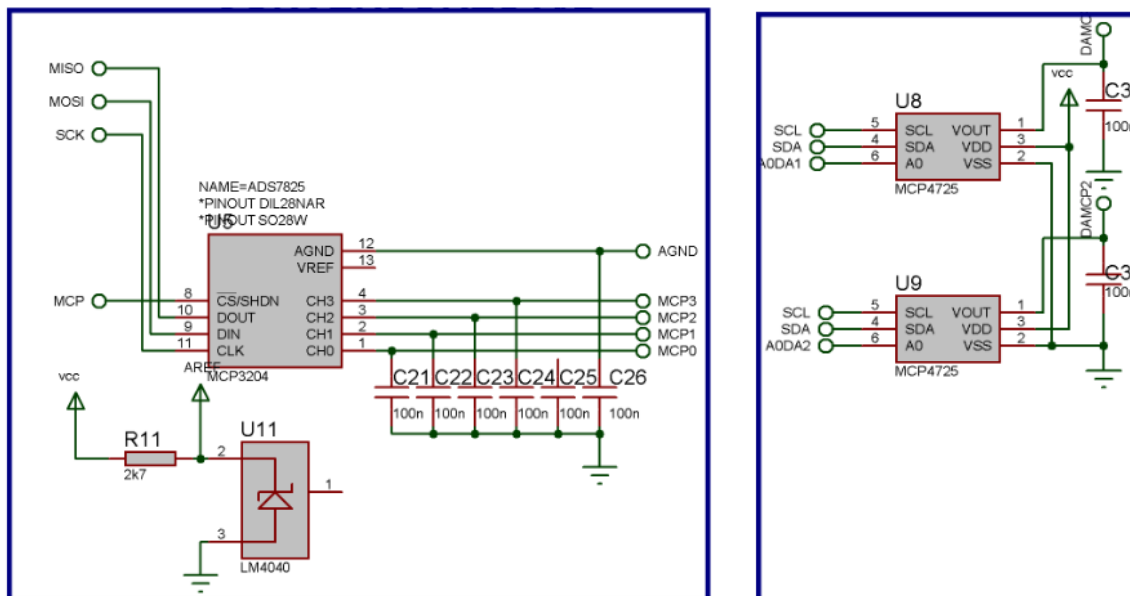 MISO
MOSI
SCK
NAME=ADS7825
*PINOUT DIL28NAR
*PINOUT SO28W
U5
MCP
8 CS/SHDN
10 DOUT
9 DIN
11 CLK
AGND 12
VREF 13
CH3 4
CH2 3
CH1 2
CH0 1
MCP3204
AGND
MCP3
MCP2
MCP1
MCP0
C21 C22 C23 C24 C25 C26
100n 100n 100n 100n 100n 100n
vcc
AREF
R11
2k7
U11
2
1
3
LM4040
vcc
U8
SCL 5 SCL VOUT 1
SDA 4 SDA VDD 3
A0DA1 6 A0 VSS 2
MCP4725
C3
100n
DAMCP2
U9
SCL 5 SCL VOUT 1
SDA 4 SDA VDD 3
A0DA2 6 A0 VSS 2
MCP4725
C3
100n